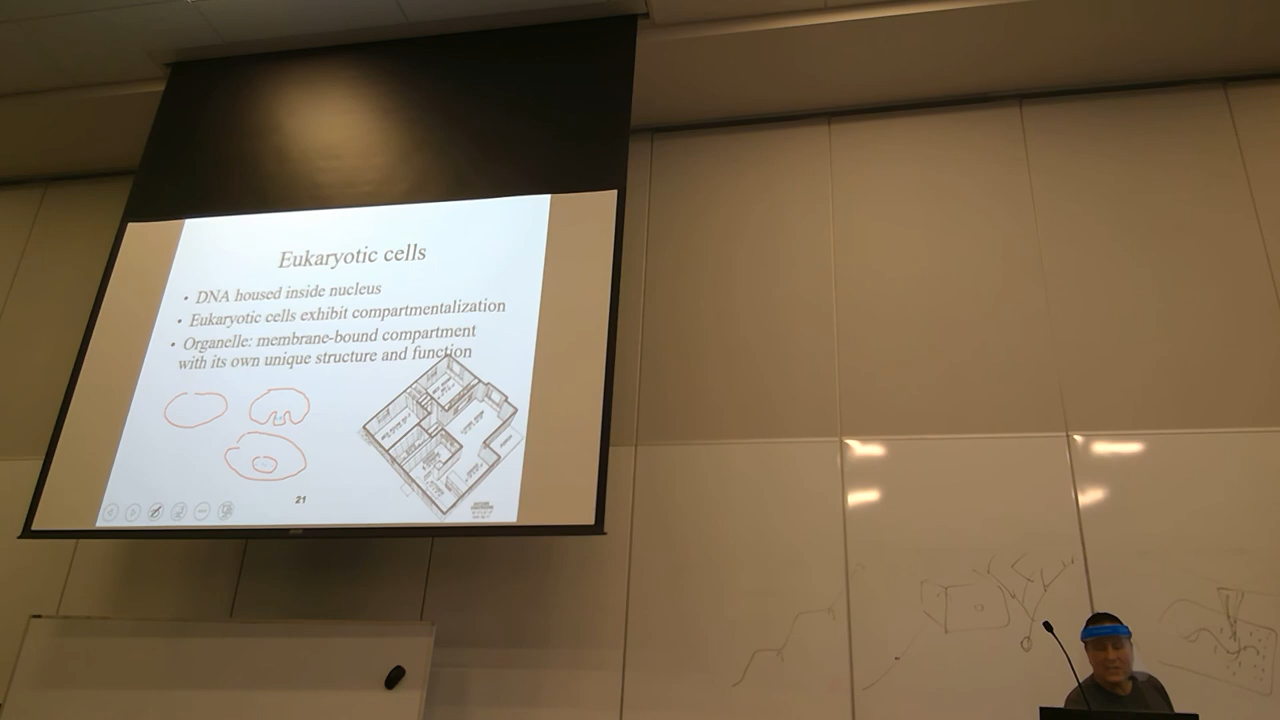 Eukaryotic cells
• DNA housed inside nucleus
• Eukaryotic cells exhibit compartmentalization
• Organelle: membrane-bound compartment
with its own unique structure and function
21